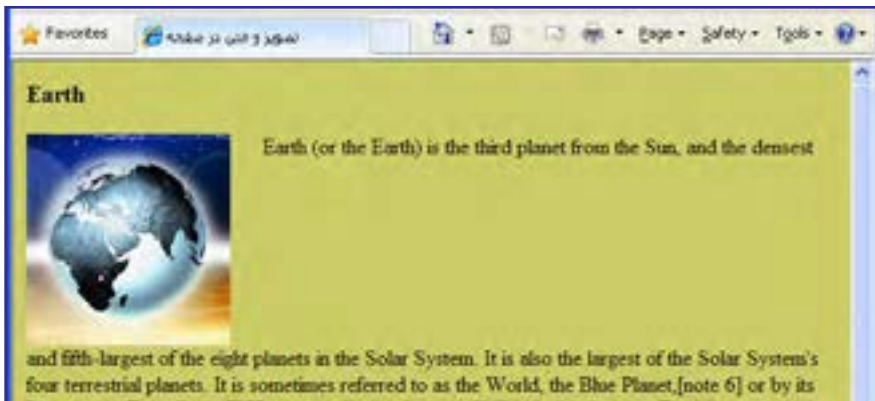 Favorites تصویر و متن در صفحه Page Safety Tools
Earth
Earth (or the Earth) is the third planet from the Sun, and the densest
and fifth-largest of the eight planets in the Solar System. It is also the largest of the Solar System's
four terrestrial planets. It is sometimes referred to as the World, the Blue Planet,[note 6] or by its